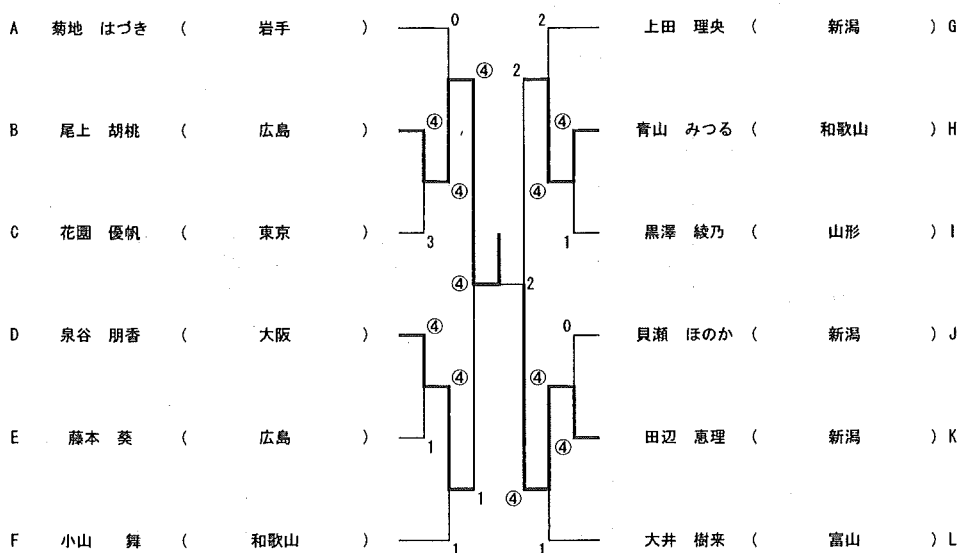 A 菊地 はづき ( 岩手 ) 0 2 上田 理央 ( 新潟 ) G
④ 2
B 尾上 胡桃 ( 広島 ) ④ ④ 青山 みつる ( 和歌山 ) H
④ ④
C 花園 優帆 ( 東京 ) 3 1 黒澤 綾乃 ( 山形 ) I
④ 2
D 泉谷 朋香 ( 大阪 ) ④ 0 貝瀬 ほのか ( 新潟 ) J
④ ④
E 藤本 葵 ( 広島 ) 1 ④ 田辺 恵理 ( 新潟 ) K
1 ④
F 小山 舞 ( 和歌山 ) 1 1 大井 樹来 ( 富山 ) L